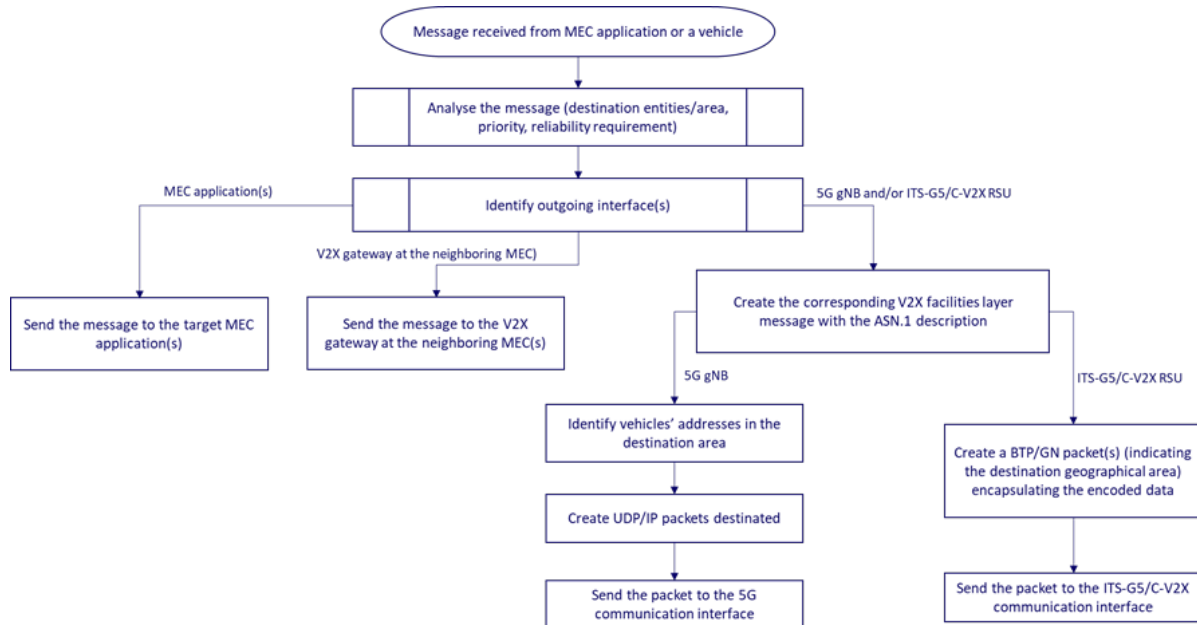 Message received from MEC application or a vehicle
Analyse the message (destination entities/area,
priority, reliability requirement)
MEC application(s)
Identify outgoing interface(s)
5G gNB and/or ITS-G5/C-V2X RSU
V2X gateway at the neighboring MEC)
Send the message to the target MEC
application(s)
Send the message to the V2X
gateway at the neighboring MEC(s)
Create the corresponding V2X facilities layer
message with the ASN.1 description
5G gNB
ITS-G5/C-V2X RSU
Identify vehicles' addresses in the
destination area
Create a BTP/GN packet(s) (indicating
the destination geographical area)
encapsulating the encoded data
Create UDP/IP packets destinated
Send the packet to the 5G
communication interface
Send the packet to the ITS-G5/C-V2X
communication interface